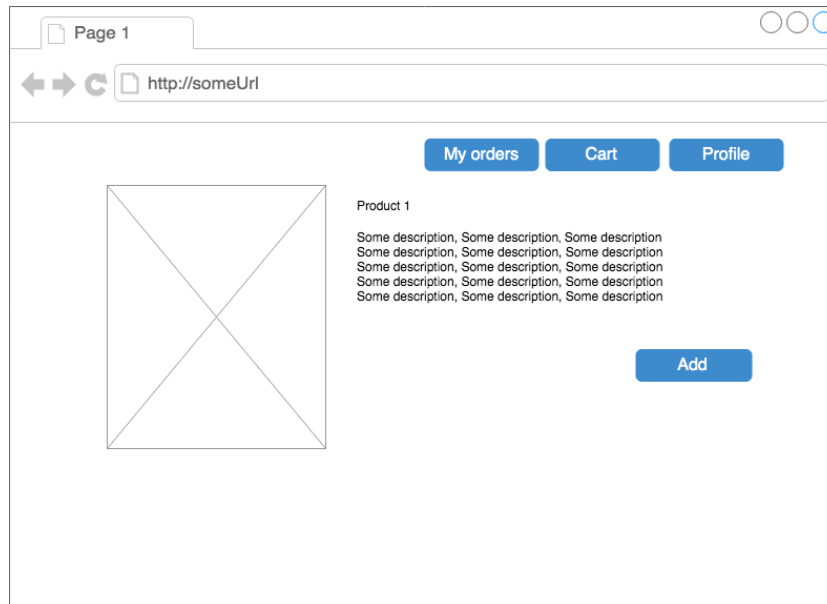 Page 1
http://someUrl
My orders
Cart
Profile
Product 1
Some description, Some description, Some description
Some description, Some description, Some description
Some description, Some description, Some description
Some description, Some description, Some description
Some description, Some description, Some description
Add